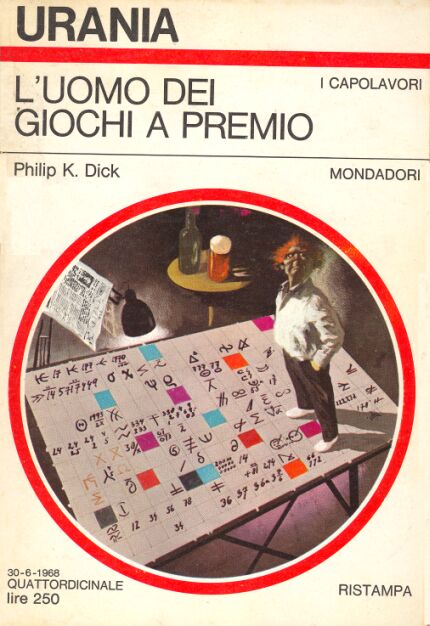 URANIA
L'UOMO DEI
GIOCHI A PREMIO
I CAPOLAVORI
Philip K. Dick
MONDADORI
30-6-1968
QUATTORDICINALE
lire 250
RISTAMPA